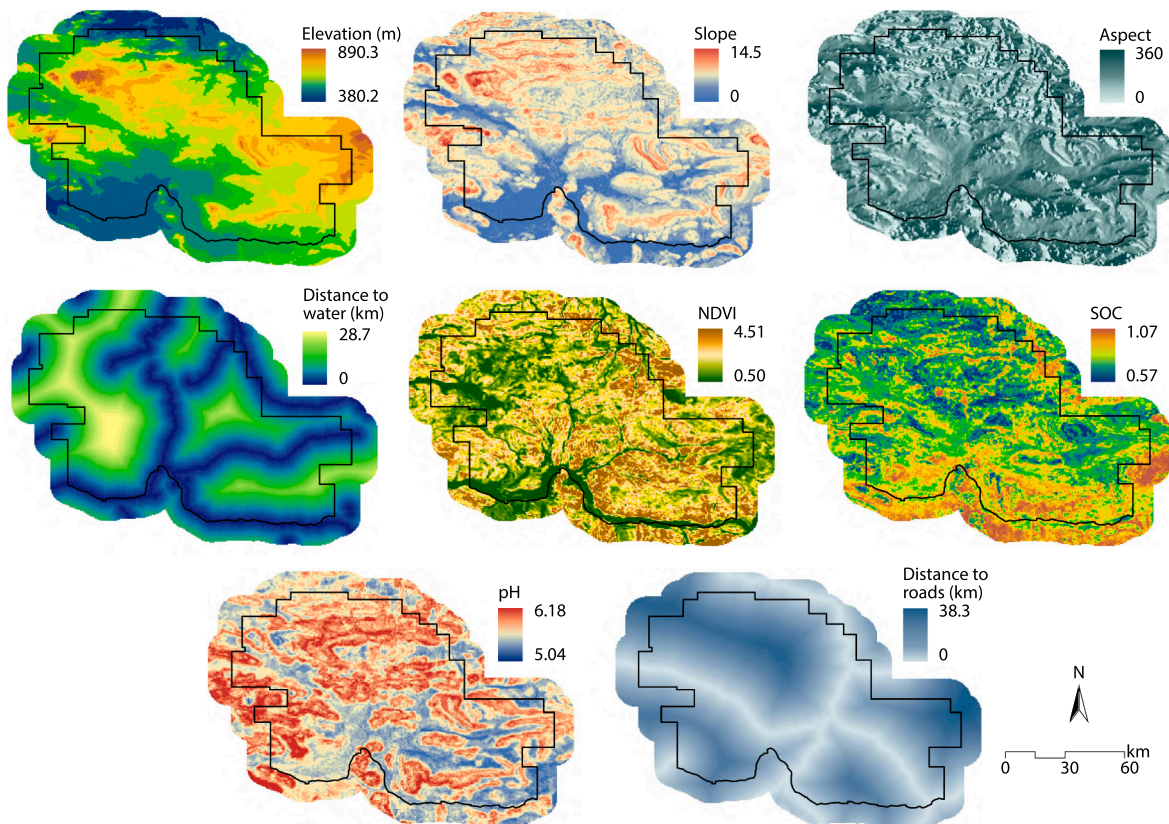 Elevation (m)
890.3
380.2
Slope
14.5
0
Aspect
360
0
Distance to
water (km)
28.7
0
NDVI
4.51
0.50
SOC
1.07
0.57
pH
6.18
5.04
Distance to
roads (km)
38.3
0
N
km
0 30 60